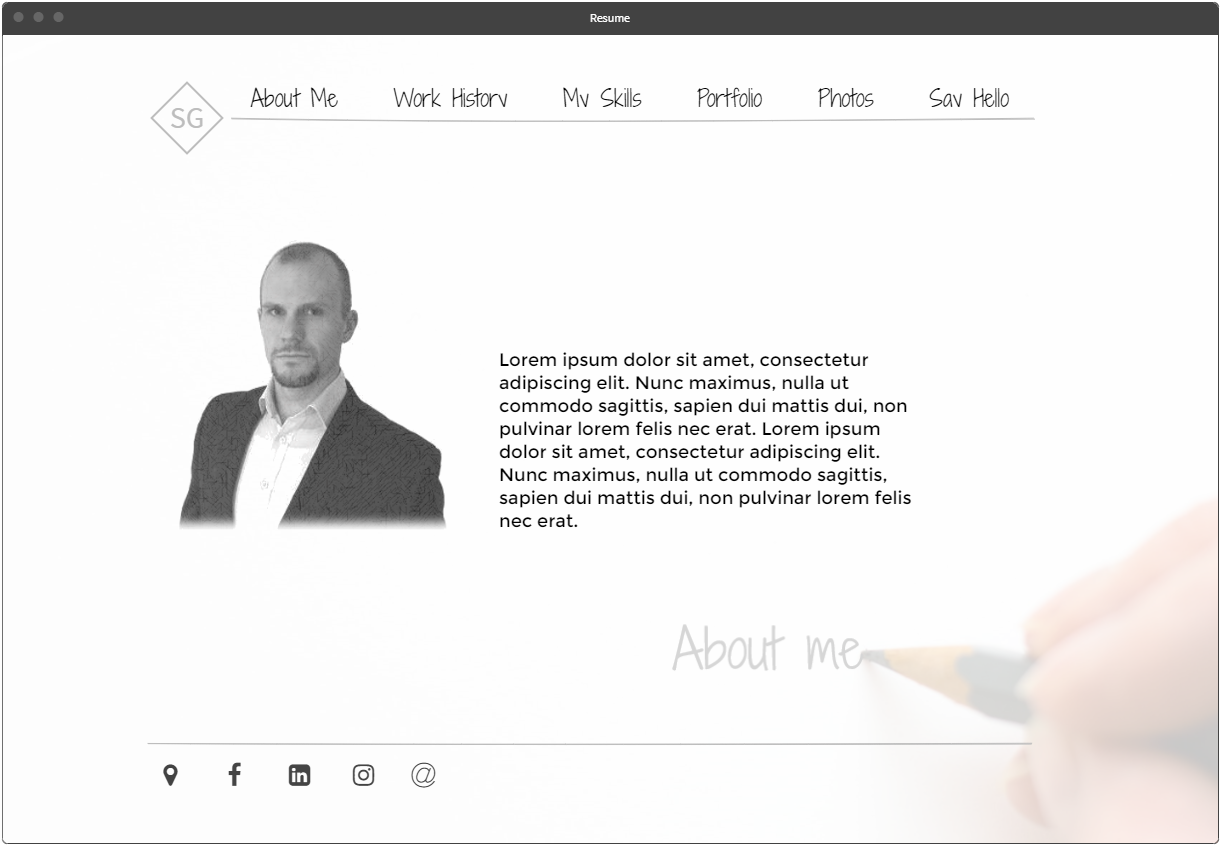 Resume
SG
About Me Work Historv Mv Skills Portfolio Photos Sav Hello
Lorem ipsum dolor sit amet, consectetur
adipiscing elit. Nunc maximus, nulla ut
commodo sagittis, sapien dui mattis dui, non
pulvinar lorem felis nec erat. Lorem ipsum
dolor sit amet, consectetur adipiscing elit.
Nunc maximus, nulla ut commodo sagittis,
sapien dui mattis dui, non pulvinar lorem felis
nec erat.
About me
f in @